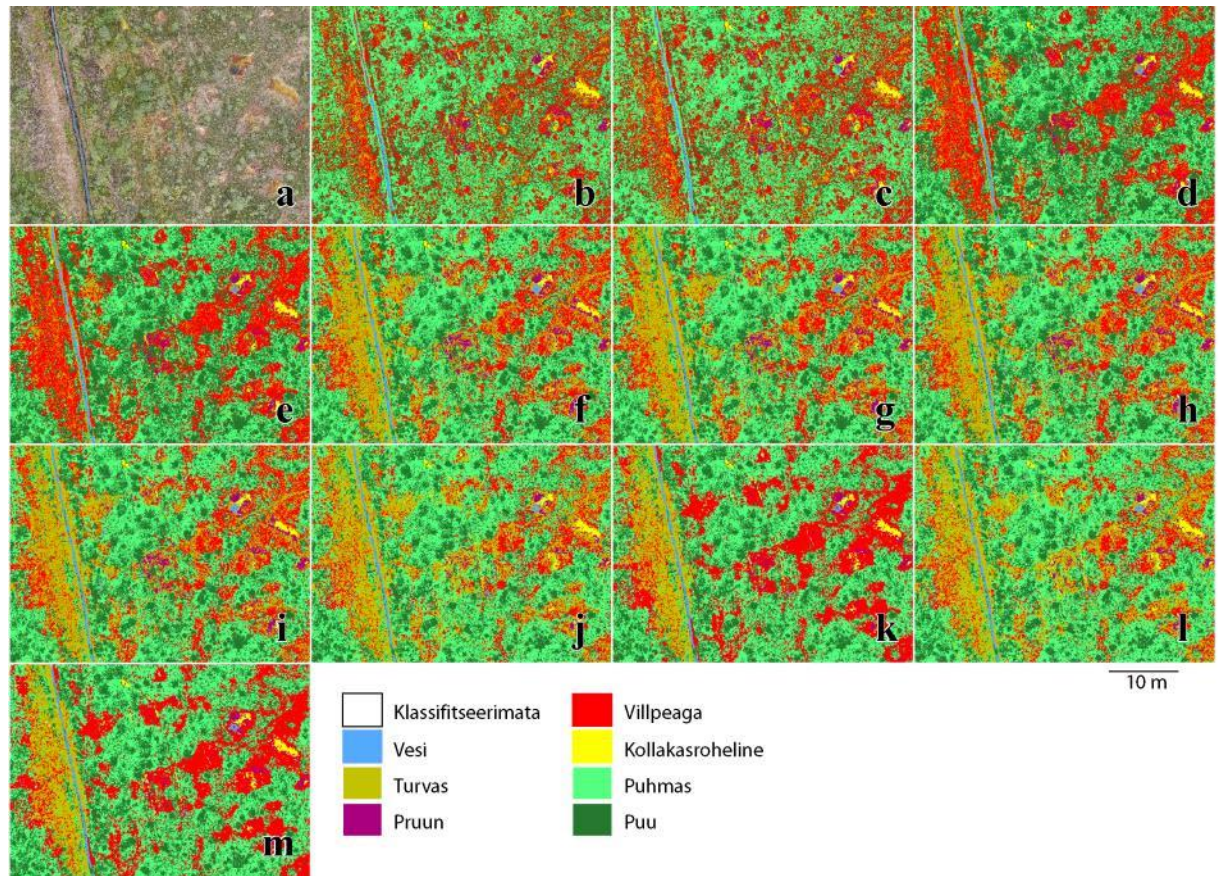 a
b
c
d
e
f
g
h
i
j
k
l
m
10 m
Klassifitseerimata
Vesi
Turvas
Pruun
Villpeaga
Kollakasroheline
Puhmas
Puu